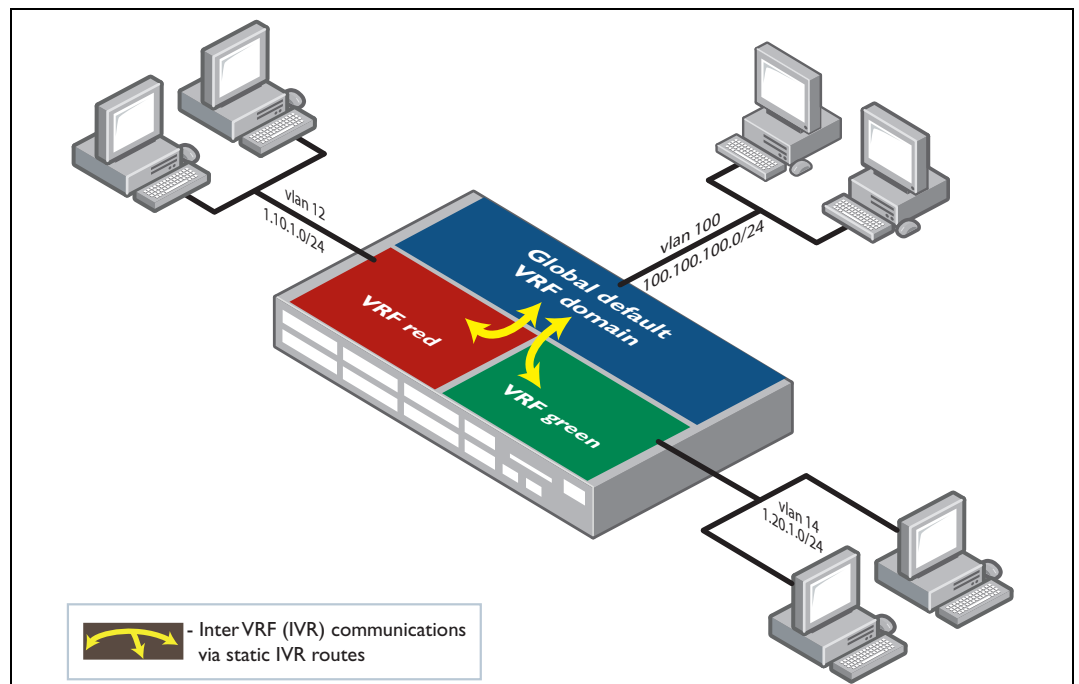 vlan 12
1.10.1.0/24
vlan 100
100.100.100.0/24
Global default
VRF domain
VRF red
VRF green
vlan 14
1.20.1.0/24
- Inter VRF (IVR) communications
via static IVR routes